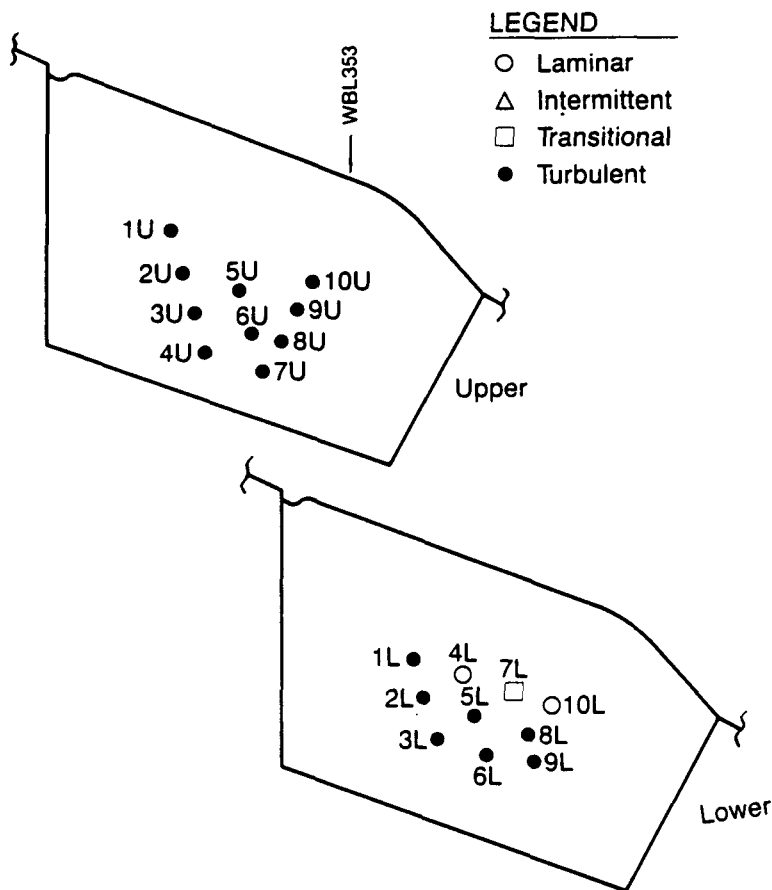 LEGEND
Laminar
Intermittent
Transitional
Turbulent
WBL353
1U
2U
5U
10U
3U
6U
9U
4U
8U
7U
Upper
1L
4L
7L
2L
5L
10L
3L
8L
6L
9L
Lower